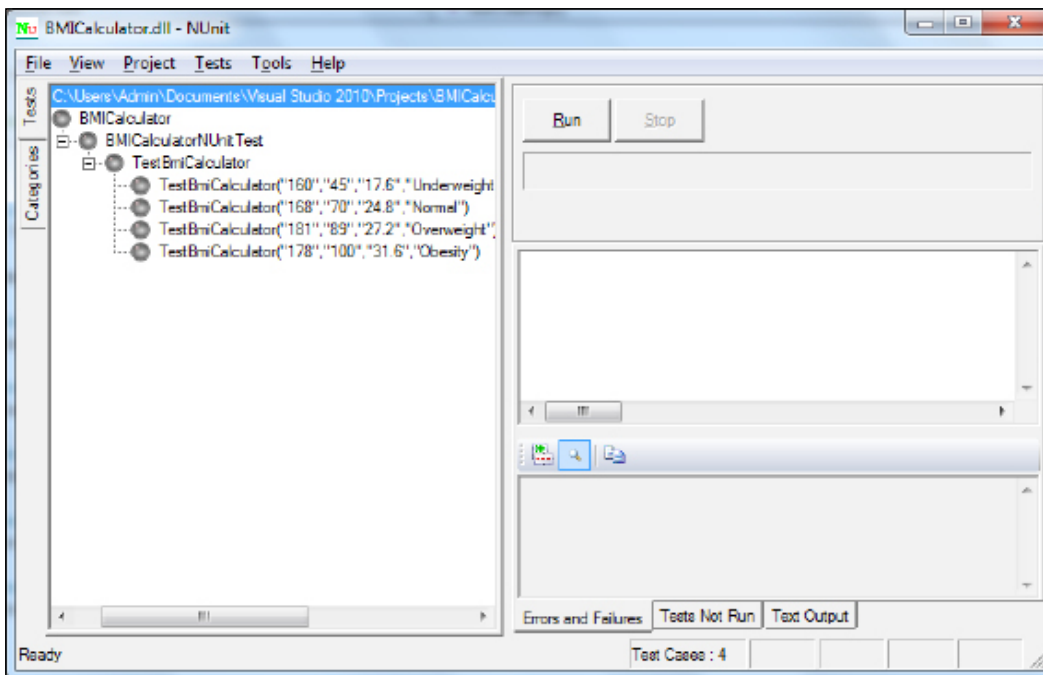 Nu BMICalculator.dll - NUnit
File View Project Tests Tools Help
Tests
Categories
C:\Users\Admin\Documents\Visual Studio 2010\Projects\BMICalcu
BMICalculator
BMICalculatorNUnitTest
TestBmiCalculator
TestBmiCalculator("160","45","17.6","Underweight
TestBmiCalculator("168","70","24.8","Normal")
TestBmiCalculator("181","89","27.2","Overweight")
TestBmiCalculator("178","100","31.6","Obesity")
Run Stop
Errors and Failures Tests Not Run Text Output
Ready Test Cases : 4